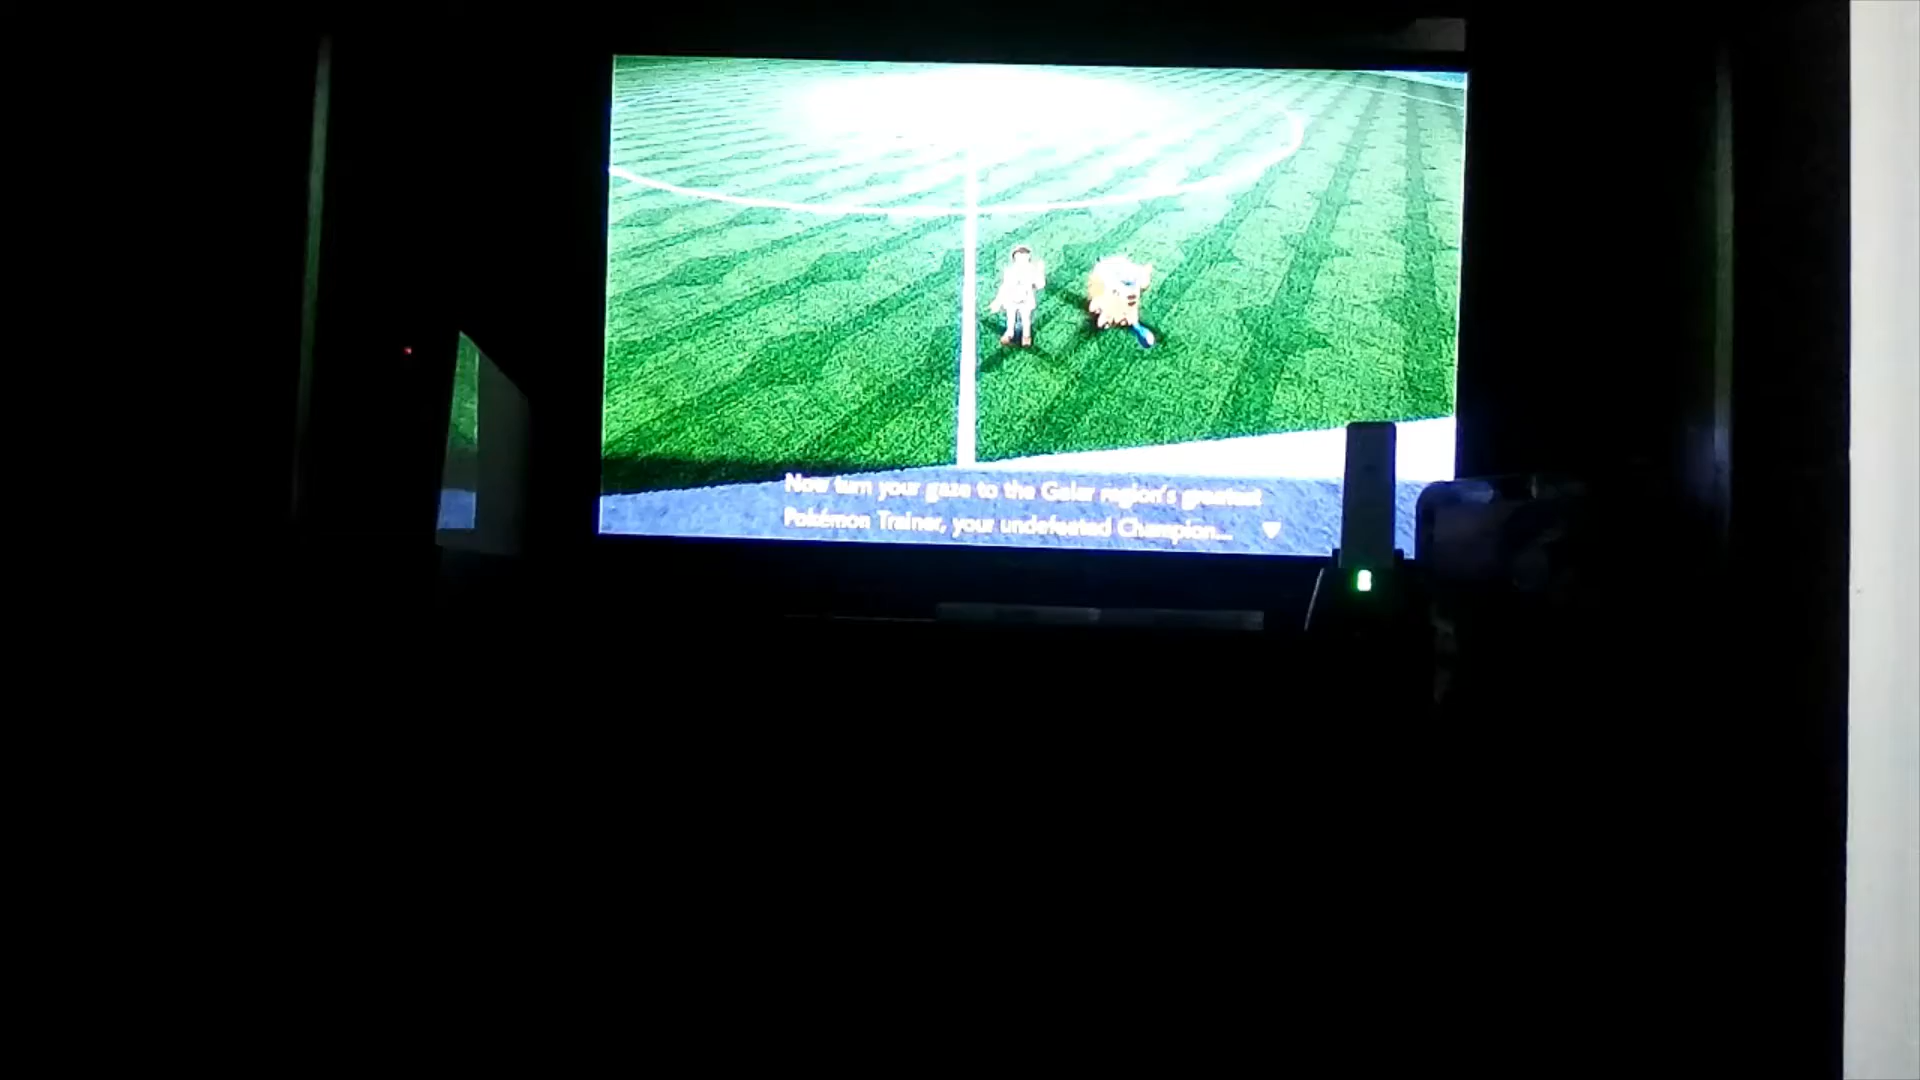 Now turn your gaze to the Galar region's greatest
Pokémon Trainer, your undefeated Champion...